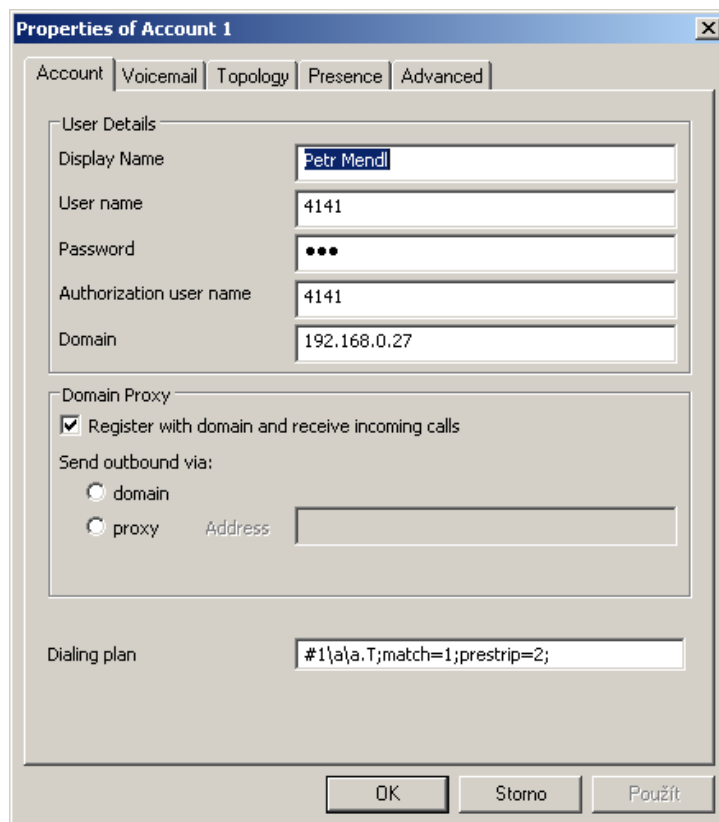 Properties of Account 1
Account Voicemail Topology Presence Advanced
User Details
Display Name Petr Mendl
User name 4141
Password •••
Authorization user name 4141
Domain 192.168.0.27
Domain Proxy
Register with domain and receive incoming calls
Send outbound via:
domain
proxy Address
Dialing plan #1\a\a.T;match=1;prestrip=2;
OK Storno Použít